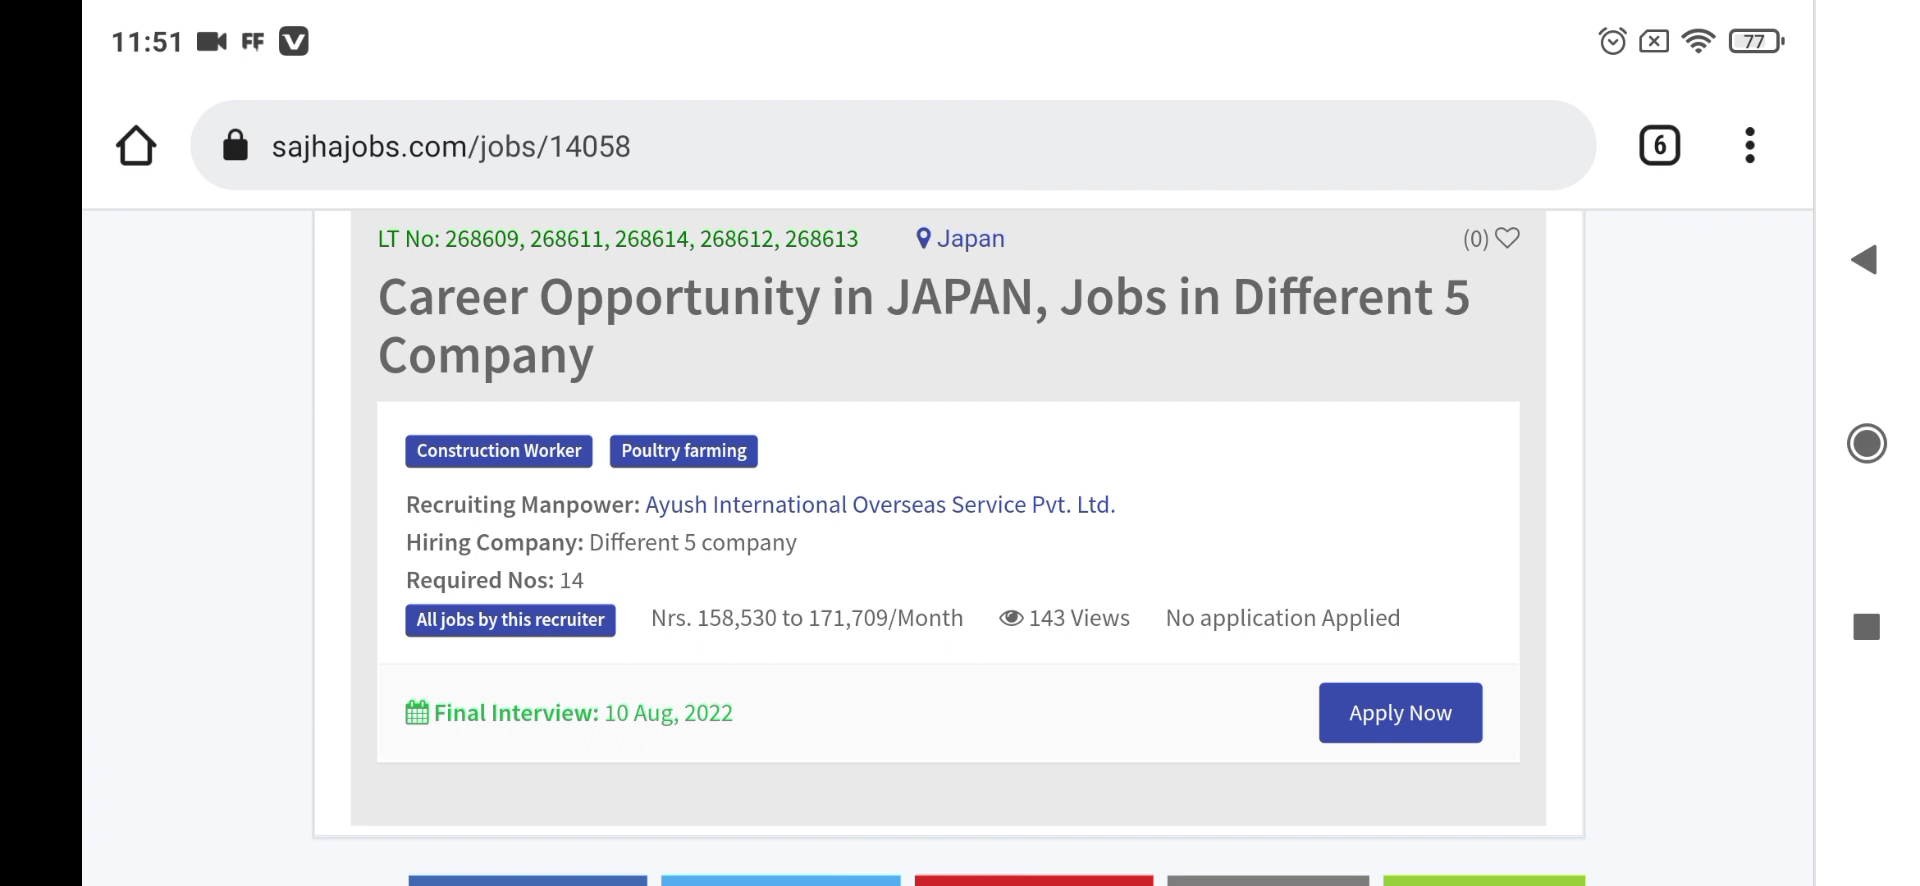 11:51 FF V 77
sajhajobs.com/jobs/14058 6
LT No: 268609, 268611, 268614, 268612, 268613 Japan (0)
Career Opportunity in JAPAN, Jobs in Different 5
Company
Construction Worker Poultry farming
Recruiting Manpower: Ayush International Overseas Service Pvt. Ltd.
Hiring Company: Different 5 company
Required Nos: 14
All jobs by this recruiter Nrs. 158,530 to 171,709/Month 143 Views No application Applied
Final Interview: 10 Aug, 2022 Apply Now